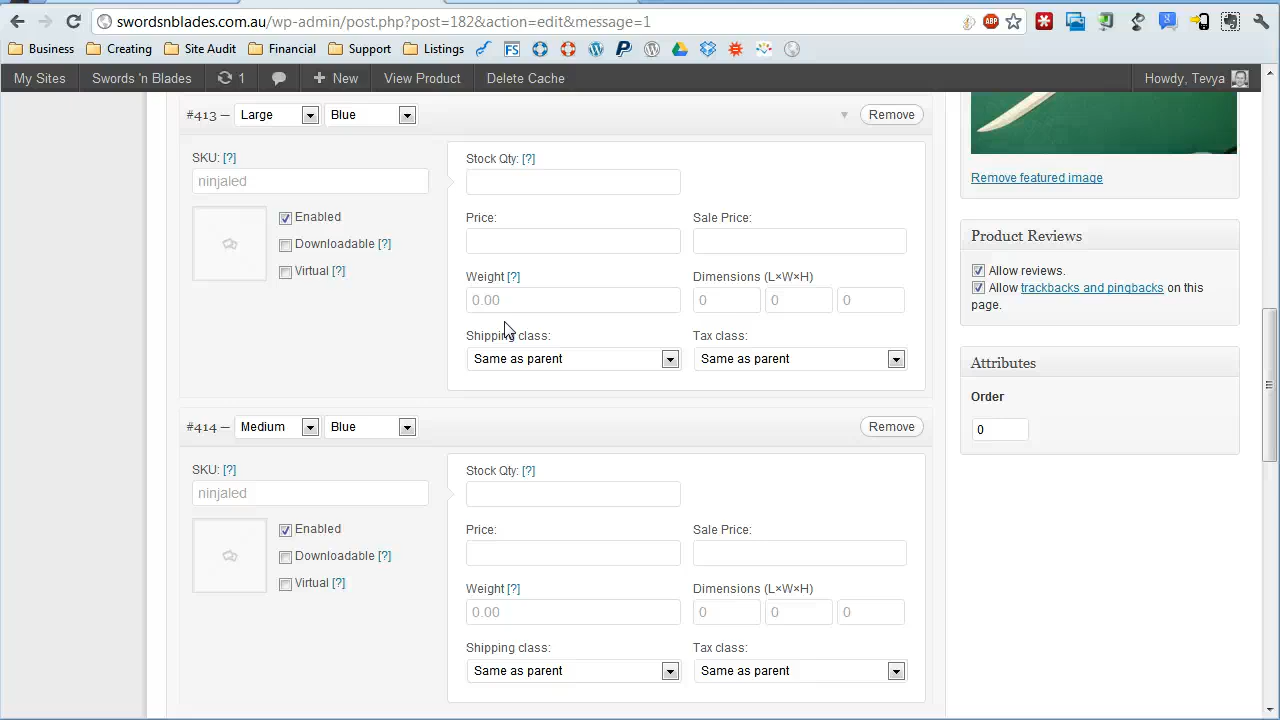 swordsnblades.com.au/wp-admin/post.php?post=182&action=edit&message=1
ABP
Business Creating Site Audit Financial Support Listings FS
My Sites Swords 'n Blades 1 New View Product Delete Cache Howdy, Tevya
#413 — Large Blue Remove
SKU: [?]
ninjaled
Enabled
Downloadable [?]
Virtual [?]
Stock Qty: [?]
Price: Sale Price:
Weight [?] Dimensions (L×W×H)
0.00 0 0 0
Shipping class: Tax class:
Same as parent Same as parent
#414 — Medium Blue Remove
SKU: [?]
ninjaled
Enabled
Downloadable [?]
Virtual [?]
Stock Qty: [?]
Price: Sale Price:
Weight [?] Dimensions (L×W×H)
0.00 0 0 0
Shipping class: Tax class:
Same as parent Same as parent
Remove featured image
Product Reviews
Allow reviews.
Allow trackbacks and pingbacks on this
page.
Attributes
Order
0